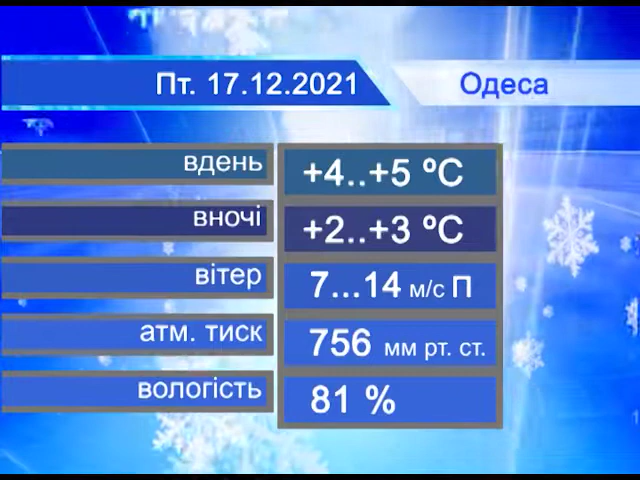 Пт. 17.12.2021
Одеса
вдень +4..+5 ºС
вночі +2..+3 ºС
вітер 7...14 м/с П
атм. тиск 756 мм рт. ст.
вологість 81 %